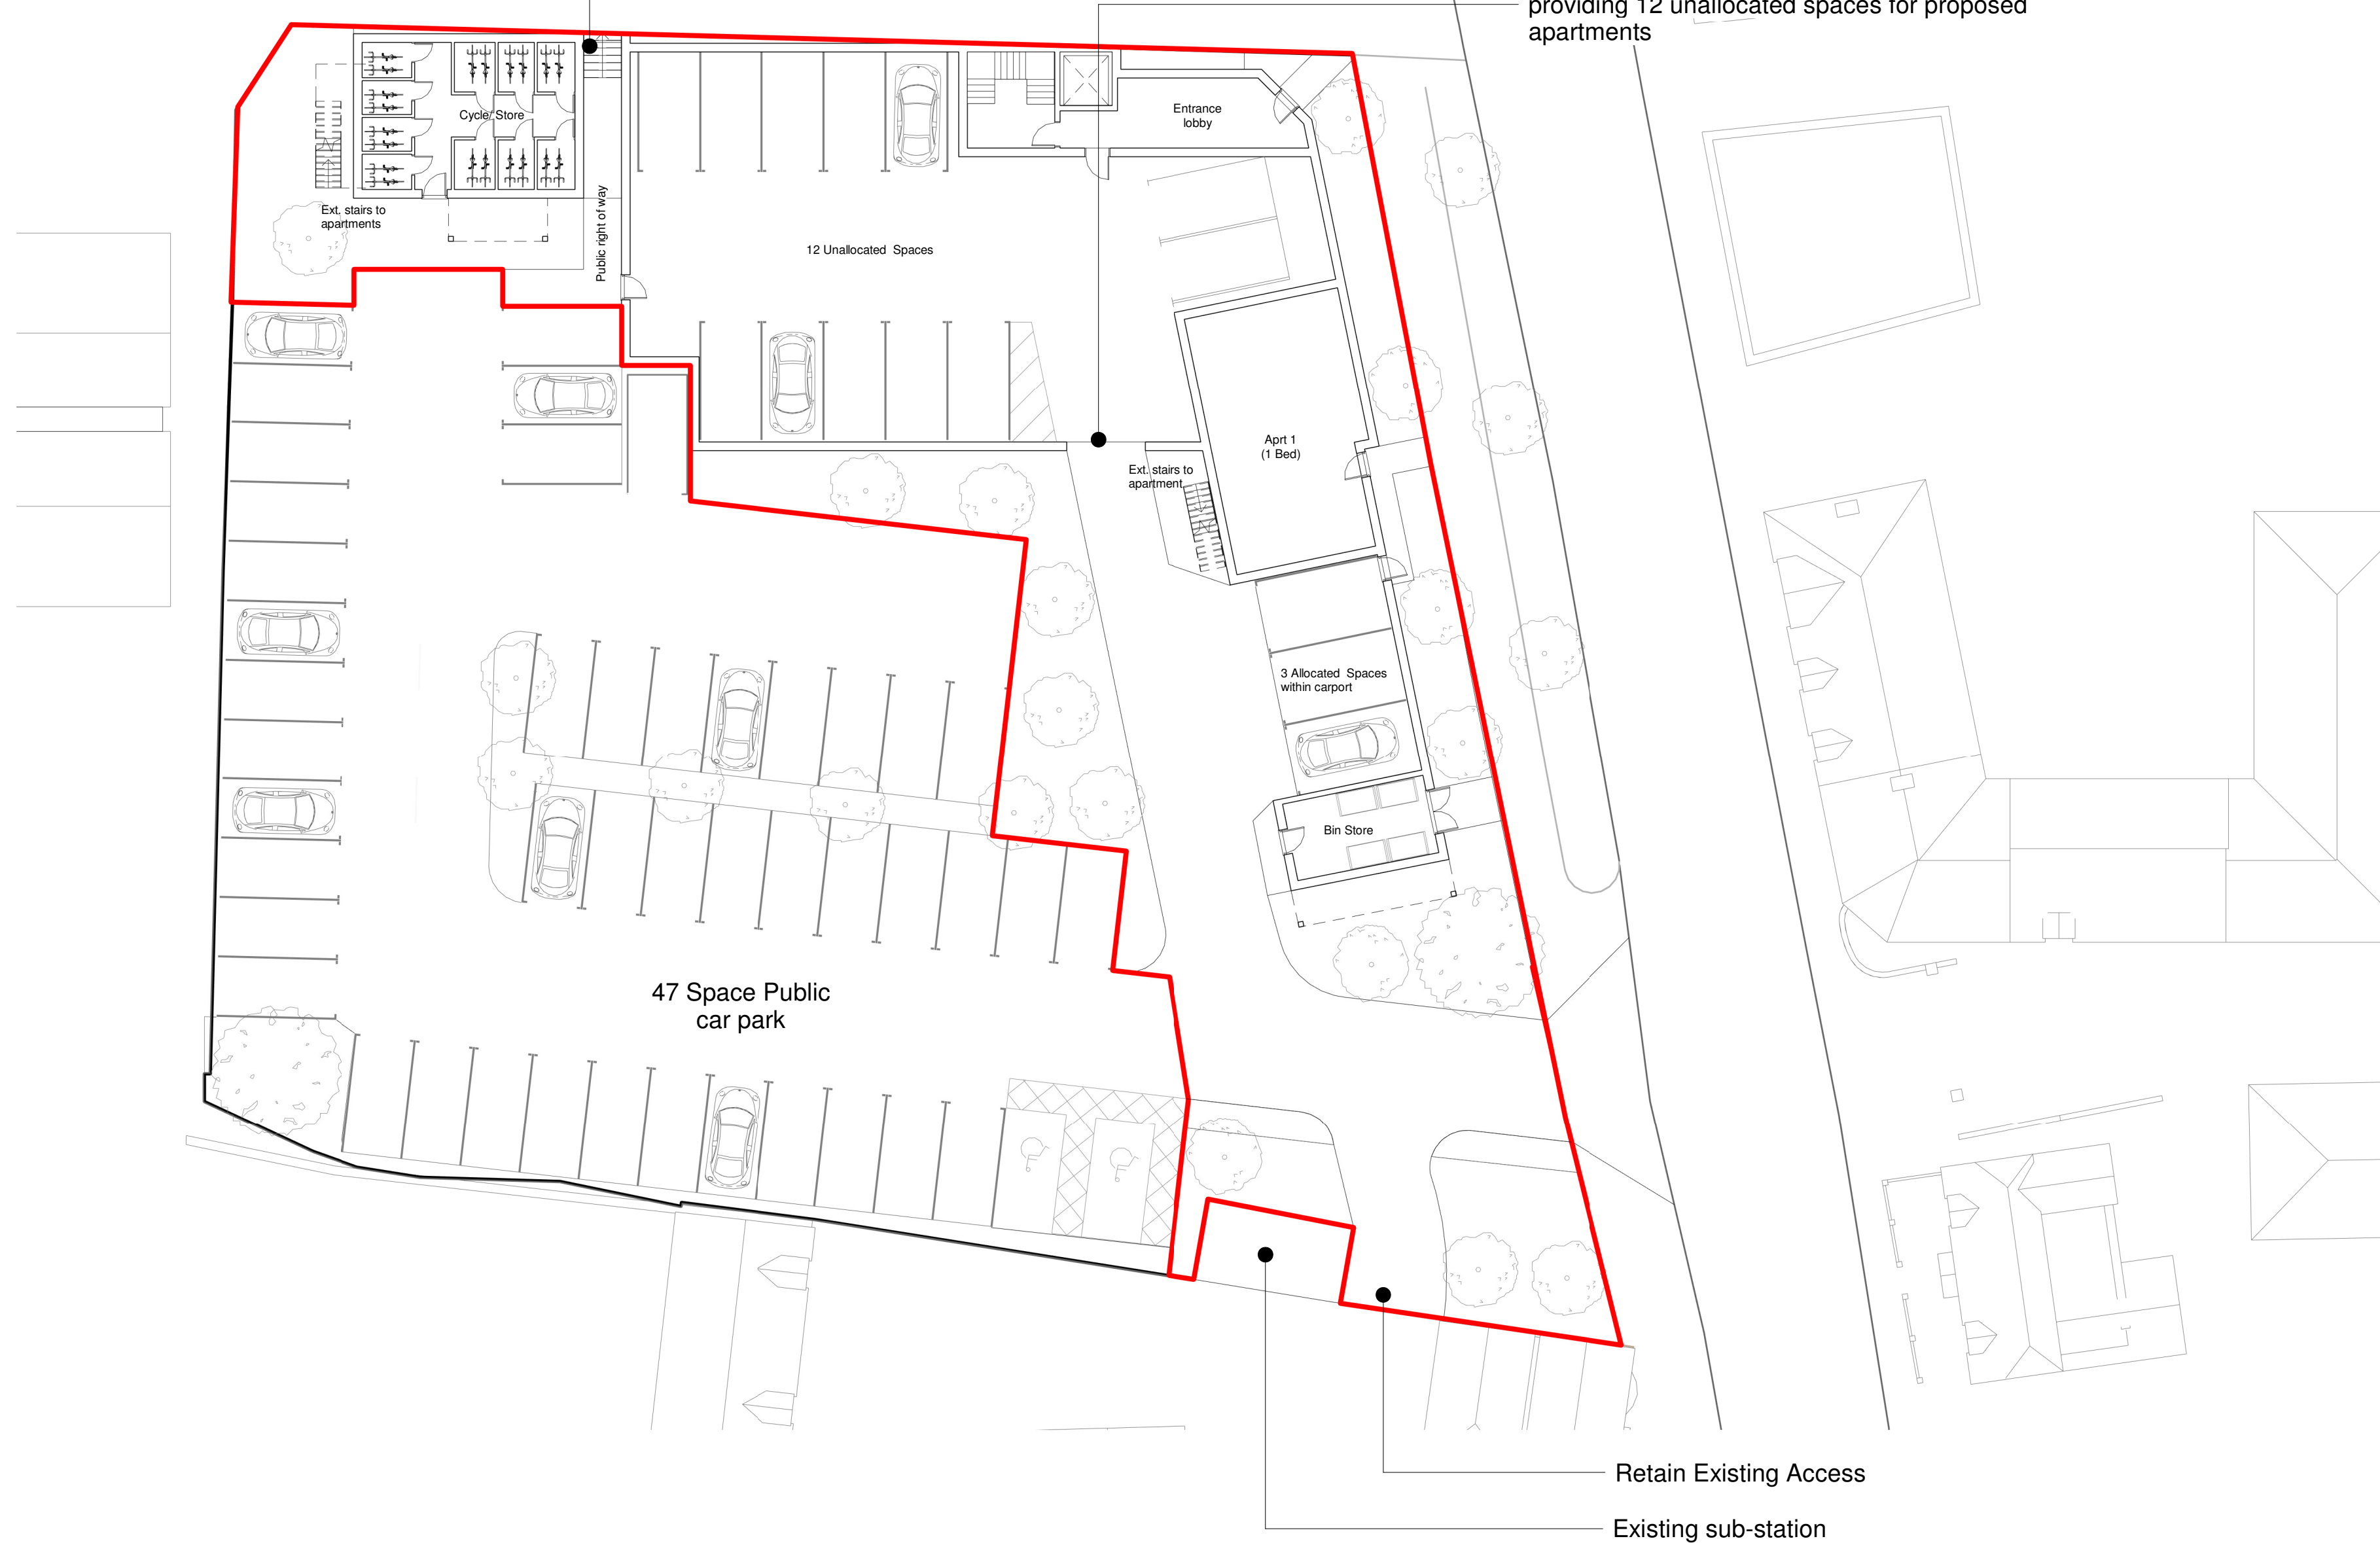 providing 12 unallocated spaces for proposed
apartments
Entrance
lobby
Cycle Store
Ext. stairs to
apartments
Public right of way
12 Unallocated Spaces
Aprt 1
(1 Bed)
Ext. stairs to
apartment
3 Allocated Spaces
within carport
Bin Store
47 Space Public
car park
Retain Existing Access
Existing sub-station